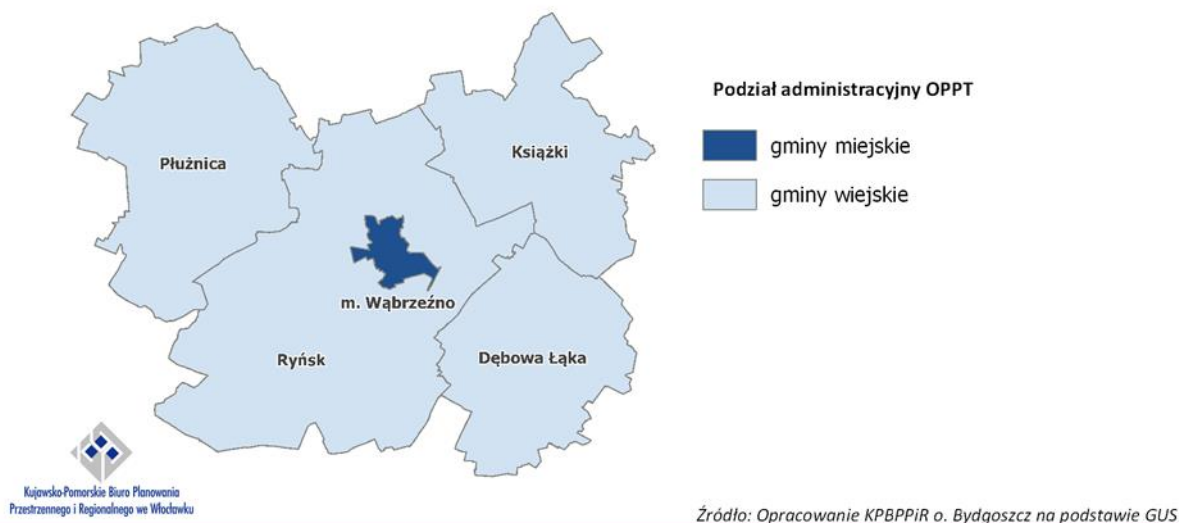 Podział administracyjny OPPT
gminy miejskie
gminy wiejskie
Płużnica
Książki
m. Wąbrzeźno
Ryńsk
Dębowa Łąka
Kujawsko-Pomorskie Biuro Planowania
Przestrzennego i Regionalnego we Włocławku
Źródło: Opracowanie KPBPPiR o. Bydgoszcz na podstawie GUS